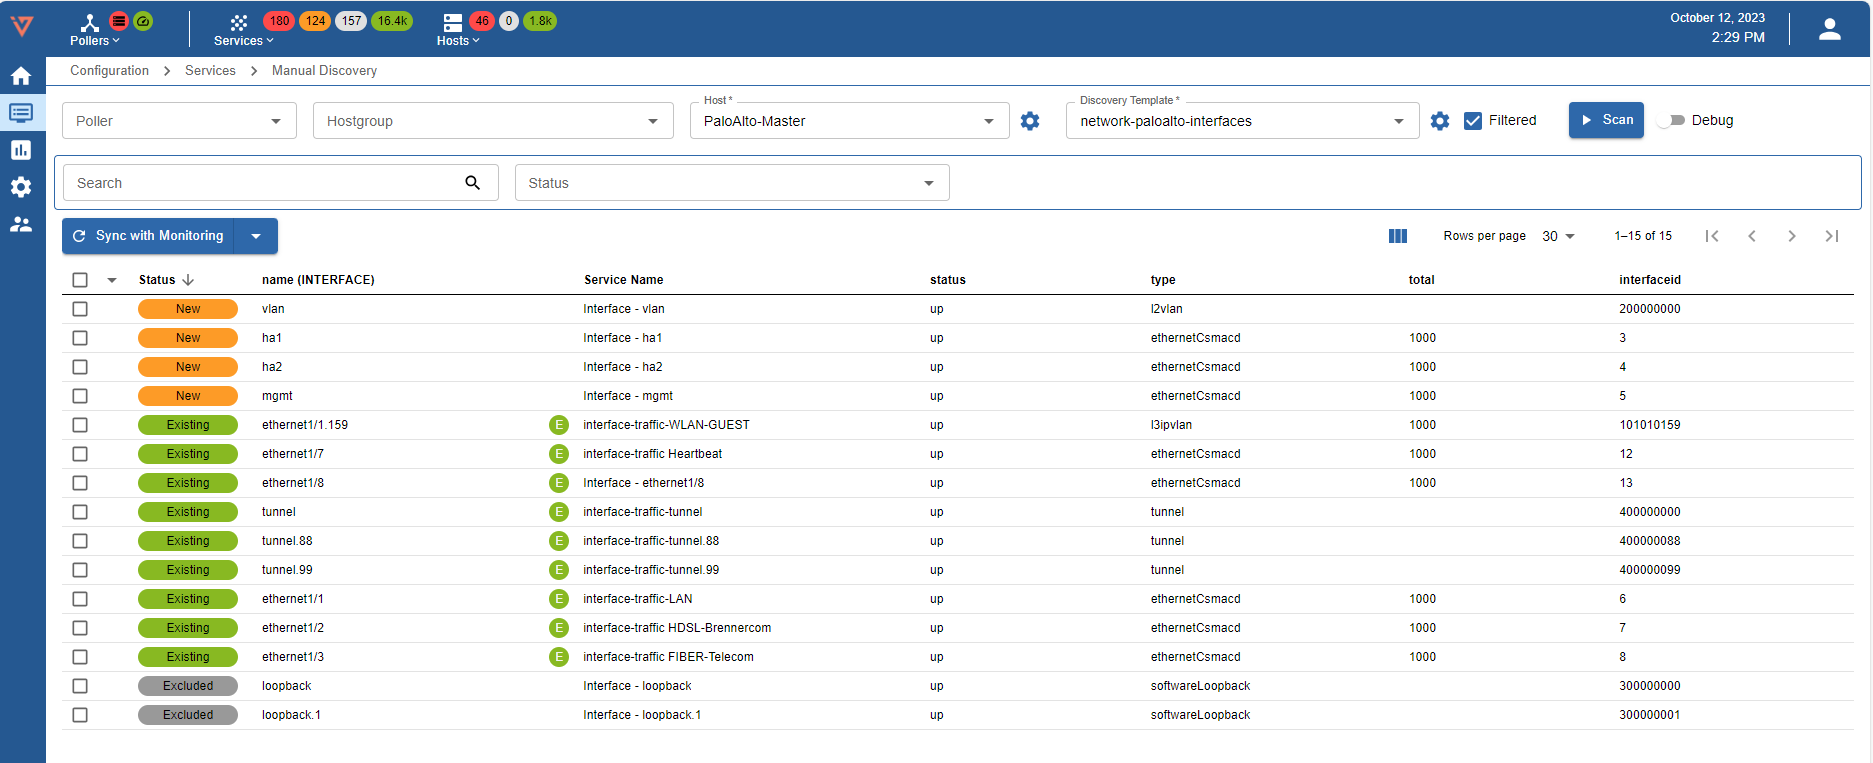 180 124 157 16.4k 46 0 1.8k October 12, 2023
Pollers Services Hosts 2:29 PM
Configuration > Services > Manual Discovery
Poller Hostgroup Host * PaloAlto-Master Discovery Template * network-paloalto-interfaces Filtered Scan Debug
Search Status
Sync with Monitoring Rows per page 30 1–15 of 15
Status name (INTERFACE) Service Name status type total interfaceid
New vlan Interface - vlan up l2vlan 200000000
New ha1 Interface - ha1 up ethernetCsmacd 1000 3
New ha2 Interface - ha2 up ethernetCsmacd 1000 4
New mgmt Interface - mgmt up ethernetCsmacd 1000 5
Existing ethernet1/1.159 E interface-traffic-WLAN-GUEST up l3ipvlan 1000 101010159
Existing ethernet1/7 E interface-traffic Heartbeat up ethernetCsmacd 1000 12
Existing ethernet1/8 E Interface - ethernet1/8 up ethernetCsmacd 1000 13
Existing tunnel E interface-traffic-tunnel up tunnel 400000000
Existing tunnel.88 E interface-traffic-tunnel.88 up tunnel 400000088
Existing tunnel.99 E interface-traffic-tunnel.99 up tunnel 400000099
Existing ethernet1/1 E interface-traffic-LAN up ethernetCsmacd 1000 6
Existing ethernet1/2 E interface-traffic HDSL-Brennercom up ethernetCsmacd 1000 7
Existing ethernet1/3 E interface-traffic FIBER-Telecom up ethernetCsmacd 1000 8
Excluded loopback Interface - loopback up softwareLoopback 300000000
Excluded loopback.1 Interface - loopback.1 up softwareLoopback 300000001